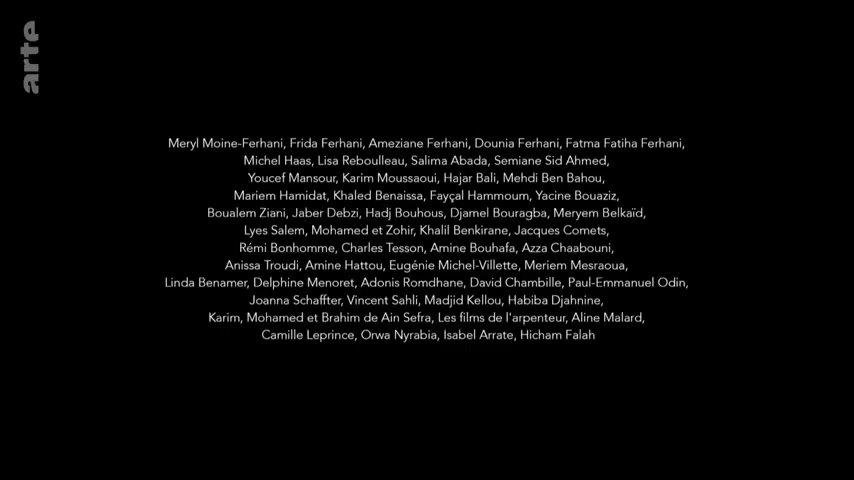 arte
Meryl Moine-Ferhani, Frida Ferhani, Ameziane Ferhani, Dounia Ferhani, Fatma Fatiha Ferhani,
Michel Haas, Lisa Reboulleau, Salima Abada, Semiane Sid Ahmed,
Youcef Mansour, Karim Moussaoui, Hajar Bali, Mehdi Ben Bahou,
Mariem Hamidat, Khaled Benaissa, Fayçal Hammoum, Yacine Bouaziz,
Boualem Ziani, Jaber Debzi, Hadj Bouhous, Djamel Bouragba, Meryem Belkaïd,
Lyes Salem, Mohamed et Zohir, Khalil Benkirane, Jacques Comets,
Rémi Bonhomme, Charles Tesson, Amine Bouhafa, Azza Chaabouni,
Anissa Troudi, Amine Hattou, Eugénie Michel-Villette, Meriem Mesraoua,
Linda Benamer, Delphine Menoret, Adonis Romdhane, David Chambille, Paul-Emmanuel Odin,
Joanna Schaffter, Vincent Sahli, Madjid Kellou, Habiba Djahnine,
Karim, Mohamed et Brahim de Ain Sefra, Les films de l'arpenteur, Aline Malard,
Camille Leprince, Orwa Nyrabia, Isabel Arrate, Hicham Falah